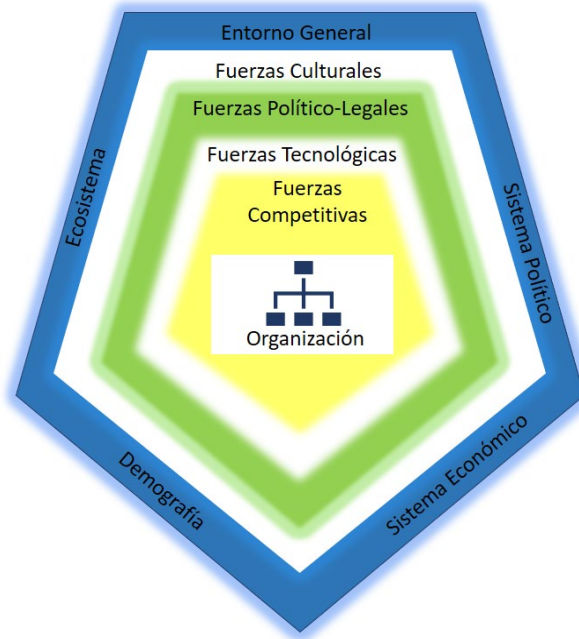 Entorno General
Fuerzas Culturales
Fuerzas Político-Legales
Fuerzas Tecnológicas
Fuerzas
Competitivas
Organización
Ecosistema
Sistema Político
Demografía
Sistema Económico